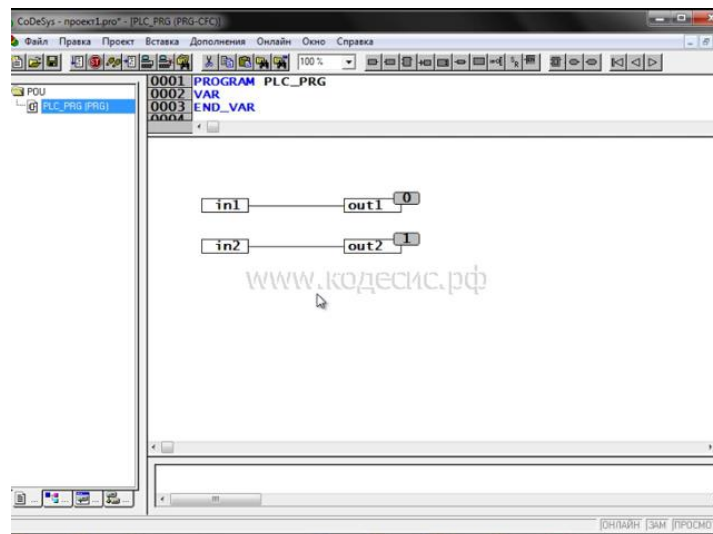 CoDeSys - проект1.pro* - [PLC_PRG (PRG-CFC)]
Файл Правка Проект Вставка Дополнения Онлайн Окно Справка
100 %
POU
PLC_PRG (PRG)
0001 PROGRAM PLC_PRG
0002 VAR
0003 END_VAR
0004
in1 out1 0
in2 out2 1
www.кодесис.рф
ОНЛАЙН ЗАМ ПРОСМО